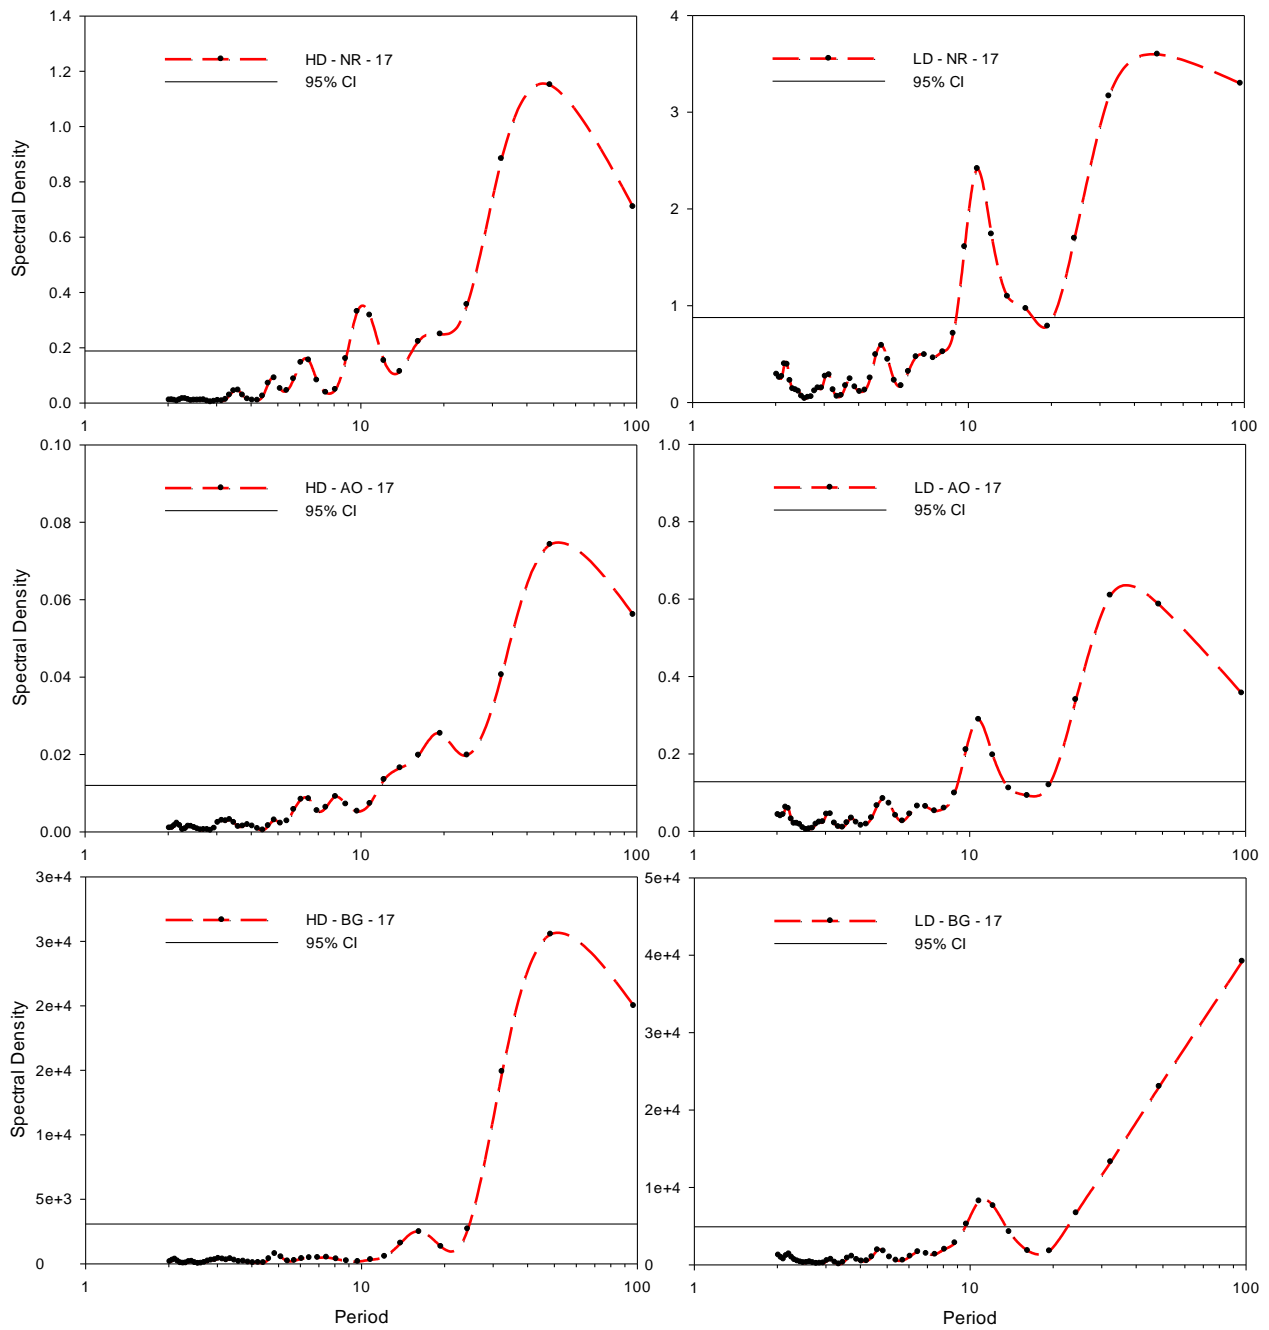 1.4
1.2
1.0
0.8
0.6
0.4
0.2
0.0
Spectral Density
HD - NR - 17
95% CI
1 10 100
4
3
2
1
0
LD - NR - 17
95% CI
1 10 100
0.10
0.08
0.06
0.04
0.02
0.00
Spectral Density
HD - AO - 17
95% CI
1 10 100
1.0
0.8
0.6
0.4
0.2
0.0
LD - AO - 17
95% CI
1 10 100
3e+4
3e+4
2e+4
2e+4
1e+4
5e+3
0
Spectral Density
HD - BG - 17
95% CI
1 10 100
Period
5e+4
4e+4
3e+4
2e+4
1e+4
0
LD - BG - 17
95% CI
1 10 100
Period